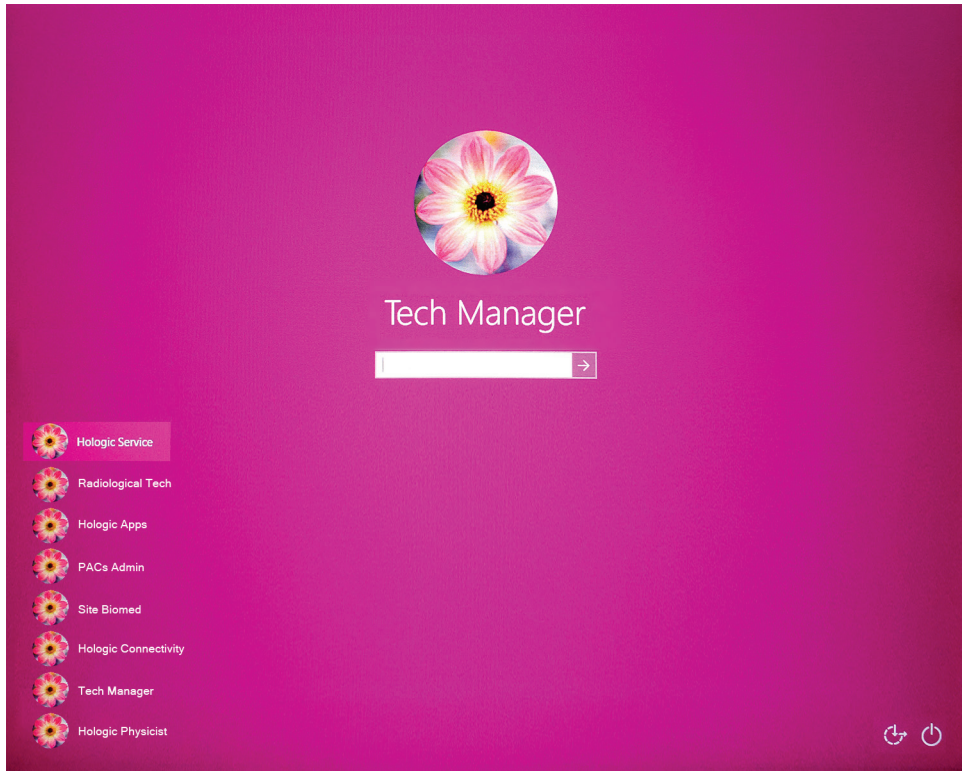 Tech Manager
Hologic Service
Radiological Tech
Hologic Apps
PACs Admin
Site Biomed
Hologic Connectivity
Tech Manager
Hologic Physicist